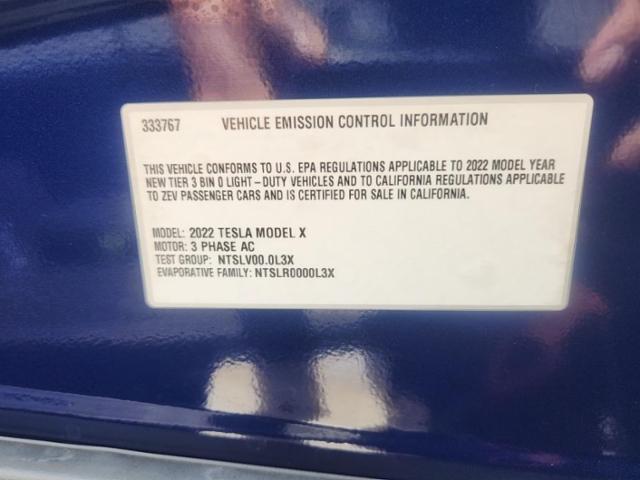 333767 VEHICLE EMISSION CONTROL INFORMATION
THIS VEHICLE CONFORMS TO U.S. EPA REGULATIONS APPLICABLE TO 2022 MODEL YEAR
NEW TIER 3 BIN 0 LIGHT-DUTY VEHICLES AND TO CALIFORNIA REGULATIONS APPLICABLE
TO ZEV PASSENGER CARS AND IS CERTIFIED FOR SALE IN CALIFORNIA.
MODEL: 2022 TESLA MODEL X
MOTOR: 3 PHASE AC
TEST GROUP: NTSLV00.0L3X
EVAPORATIVE FAMILY: NTSLR0000L3X